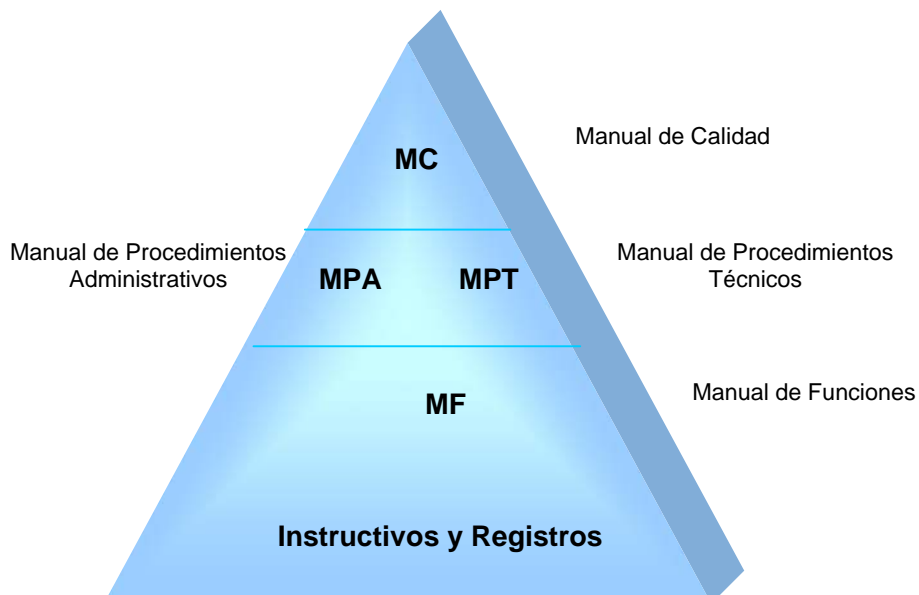 Manual de Calidad
MC
Manual de Procedimientos
Administrativos
MPA
MPT
Manual de Procedimientos
Técnicos
MF
Manual de Funciones
Instructivos y Registros